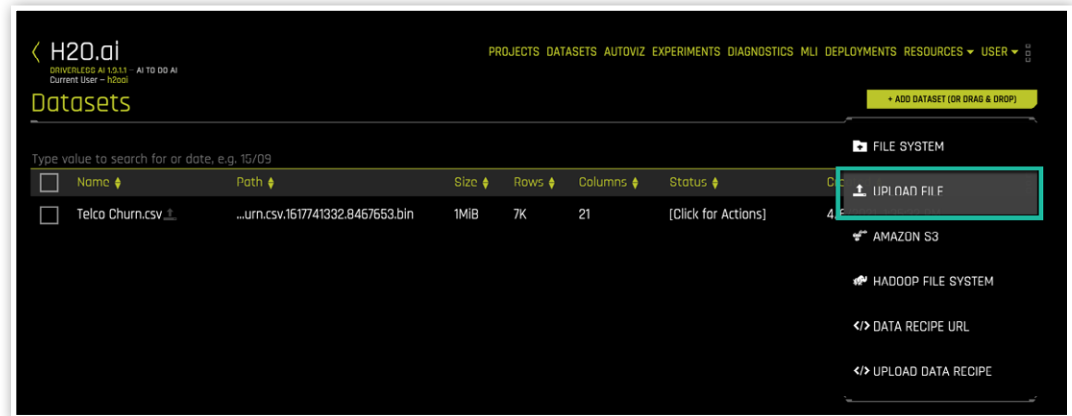 H2O.ai
PROJECTS DATASETS AUTOVIZ EXPERIMENTS DIAGNOSTICS MLI DEPLOYMENTS RESOURCES USER
DRIVERLESS AI 1.9.1.1 – AI TO DO AI
Current User – h2oai
Datasets
+ ADD DATASET (OR DRAG & DROP)
FILE SYSTEM
Type value to search for or date, e.g. 15/09
Name Path Size Rows Columns Status
UPLOAD FILE
Telco Churn.csv ...urn.csv.1617741332.8467653.bin 1MiB 7K 21 [Click for Actions]
AMAZON S3
HADOOP FILE SYSTEM
</> DATA RECIPE URL
</> UPLOAD DATA RECIPE